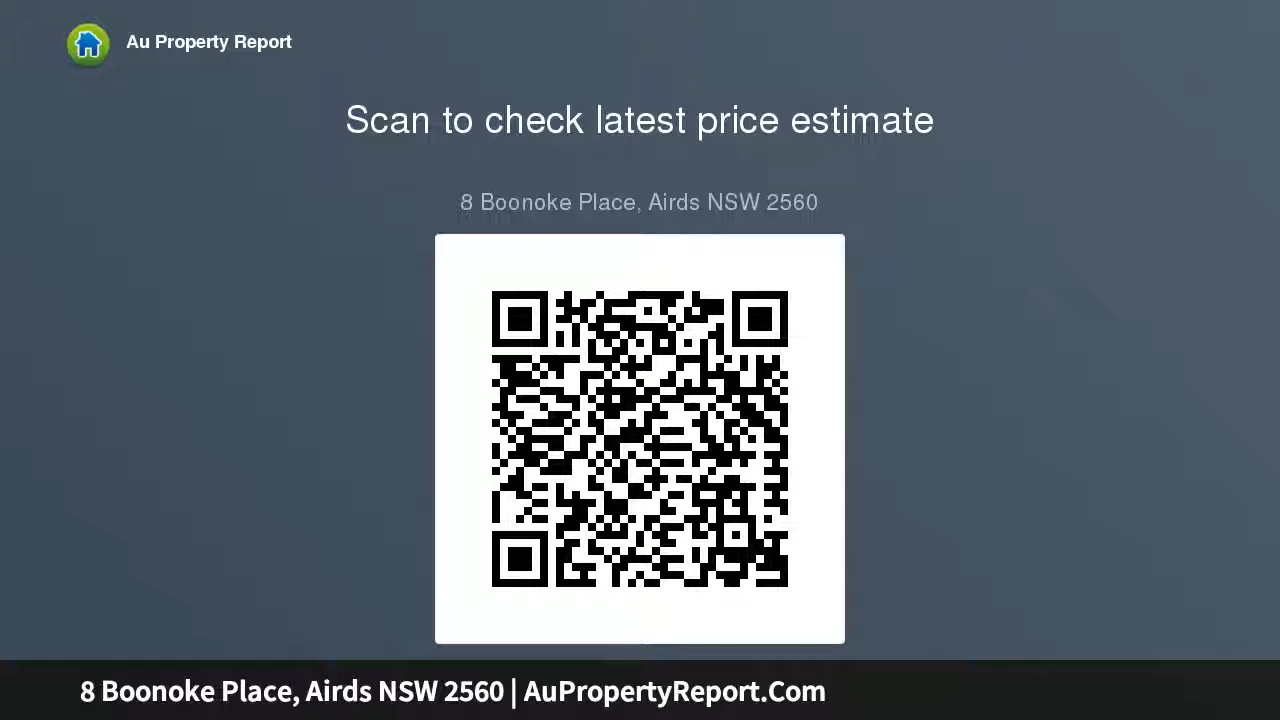 Au Property Report
Scan to check latest price estimate
8 Boonoke Place, Airds NSW 2560
8 Boonoke Place, Airds NSW 2560 | AuPropertyReport.Com